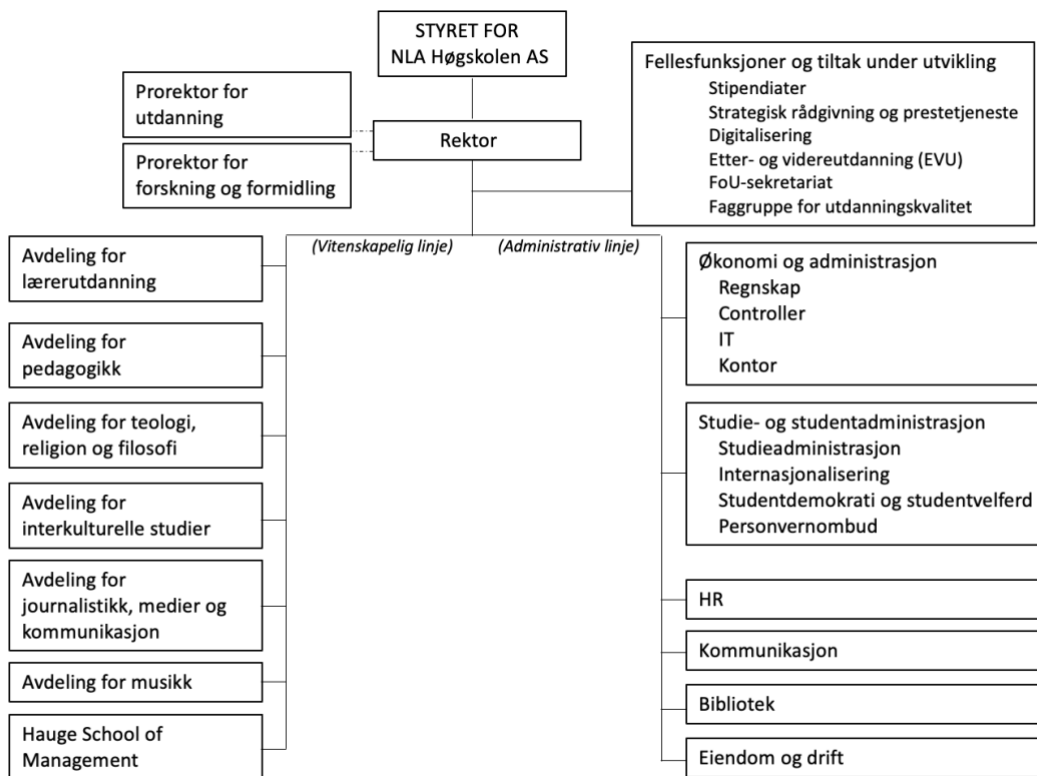 STYRET FOR
NLA Høgskolen AS
Prorektor for
utdanning
Prorektor for
forskning og formidling
Rektor
Fellesfunksjoner og tiltak under utvikling
Stipendiater
Strategisk rådgivning og prestetjeneste
Digitalisering
Etter- og videreutdanning (EVU)
FoU-sekretariat
Faggruppe for utdanningskvalitet
(Vitenskapelig linje)
(Administrativ linje)
Avdeling for
lærerutdanning
Avdeling for
pedagogikk
Avdeling for teologi,
religion og filosofi
Avdeling for
interkulturelle studier
Avdeling for
journalistikk, medier og
kommunikasjon
Avdeling for musikk
Hauge School of
Management
Økonomi og administrasjon
Regnskap
Controller
IT
Kontor
Studie- og studentadministrasjon
Studieadministrasjon
Internasjonalisering
Studentdemokrati og studentvelferd
Personvernombud
HR
Kommunikasjon
Bibliotek
Eiendom og drift